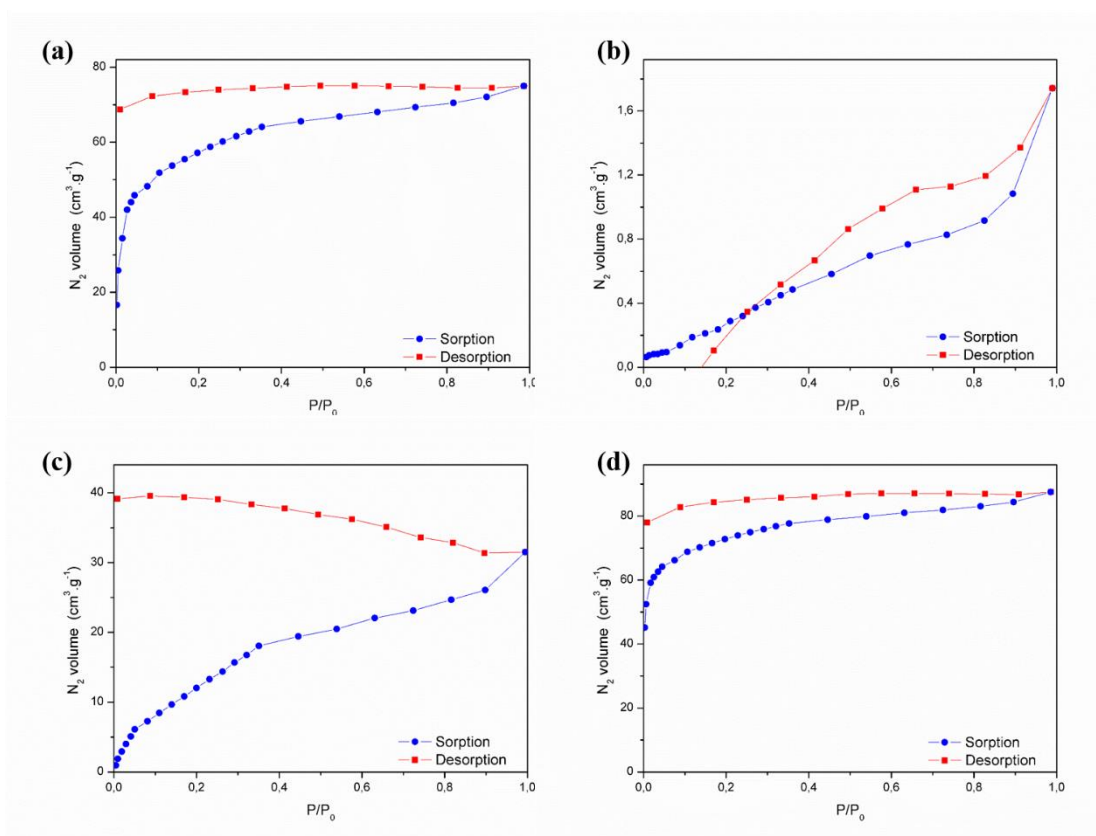 (a)
80
60
40
20
0
N₂ volume (cm³.g⁻¹)
Sorption
Desorption
0,0 0,2 0,4 0,6 0,8 1,0
P/P₀
(b)
1,6
1,2
0,8
0,4
0,0
N₂ volume (cm³.g⁻¹)
Sorption
Desorption
0,0 0,2 0,4 0,6 0,8 1,0
P/P₀
(c)
40
30
20
10
0
N₂ volume (cm³.g⁻¹)
Sorption
Desorption
0,0 0,2 0,4 0,6 0,8 1,0
P/P₀
(d)
80
60
40
20
0
N₂ volume (cm³.g⁻¹)
Sorption
Desorption
0,0 0,2 0,4 0,6 0,8 1,0
P/P₀